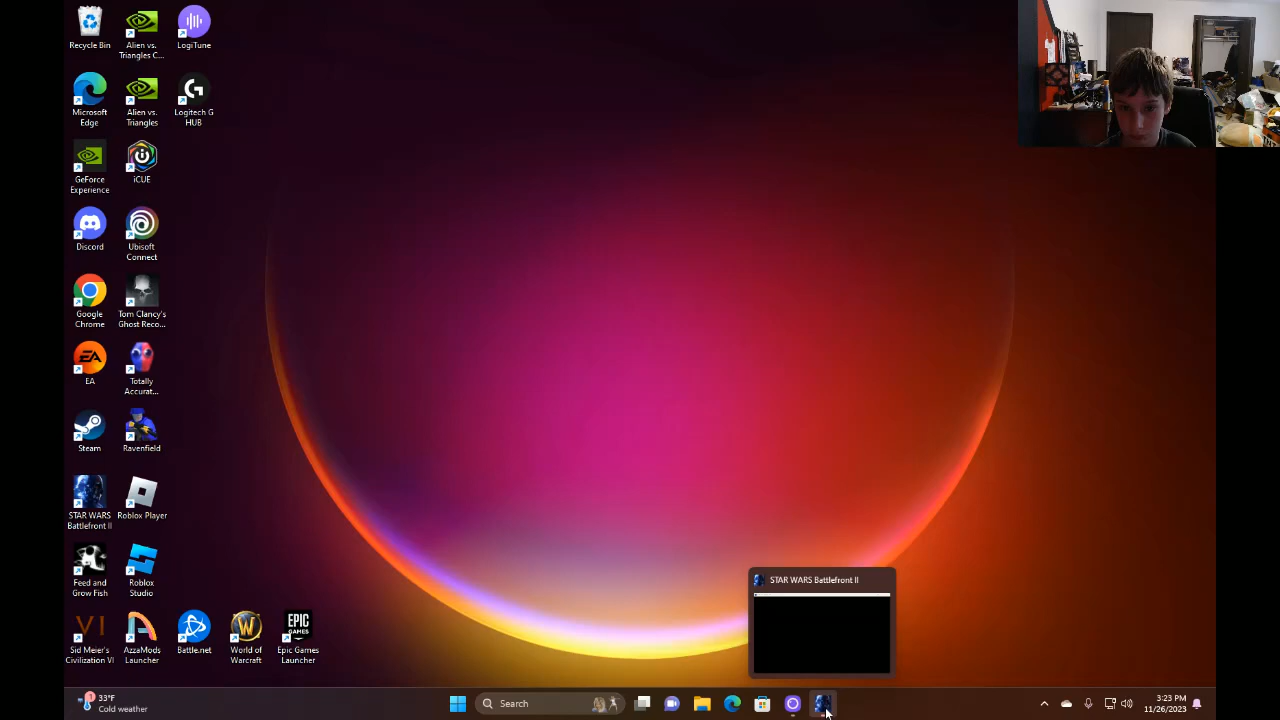 Recycle Bin
Alien vs.
Triangles C...
LogiTune
Microsoft
Edge
Alien vs.
Triangles
Logitech G
HUB
GeForce
Experience
iCUE
Discord
Ubisoft
Connect
Google
Chrome
Tom Clancy's
Ghost Reco...
EA
EA
Totally
Accurat...
Steam
Ravenfield
STAR WARS
Battlefront II
Roblox Player
Feed and
Grow Fish
Roblox
Studio
VI
Sid Meier's
Civilization VI
AzzaMods
Launcher
Battle.net
World of
Warcraft
EPIC
GAMES
Epic Games
Launcher
STAR WARS Battlefront II
1
33°F
Cold weather
Search
3:23 PM
11/26/2023